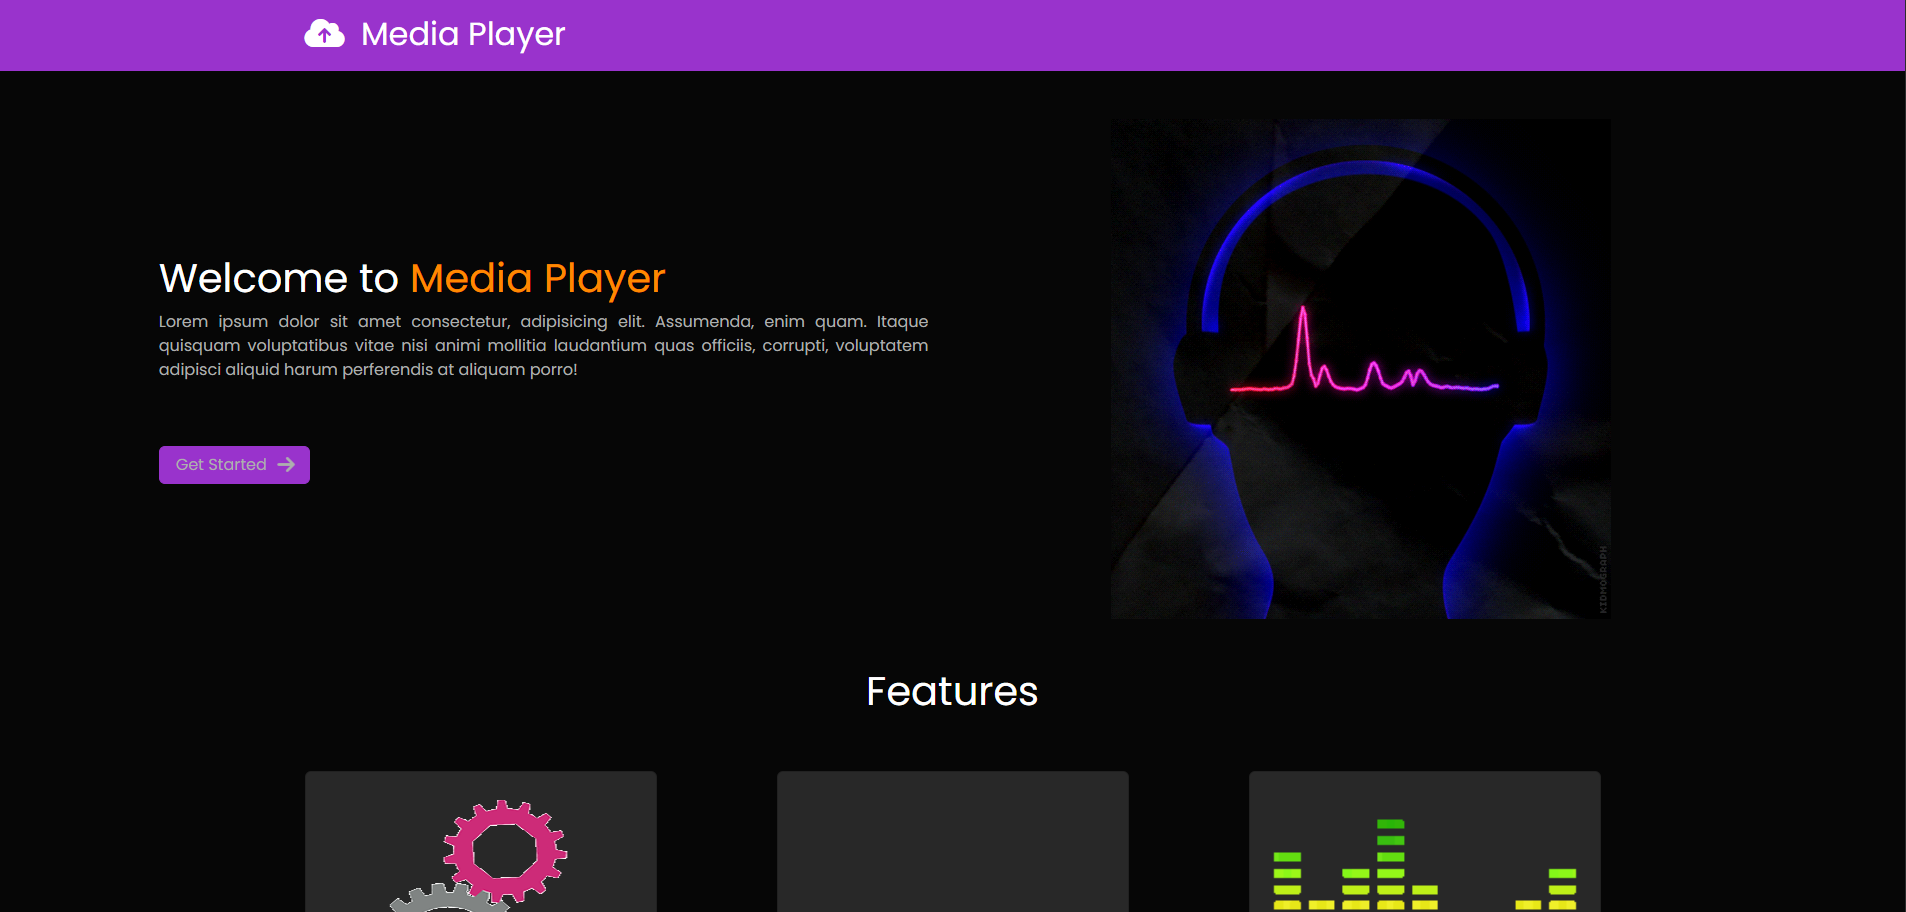 Media Player
Welcome to Media Player
Lorem ipsum dolor sit amet consectetur, adipisicing elit. Assumenda, enim quam. Itaque
quisquam voluptatibus vitae nisi animi mollitia laudantium quas officiis, corrupti, voluptatem
adipisci aliquid harum perferendis at aliquam porro!
Get Started
KIDMOGRAPH
Features